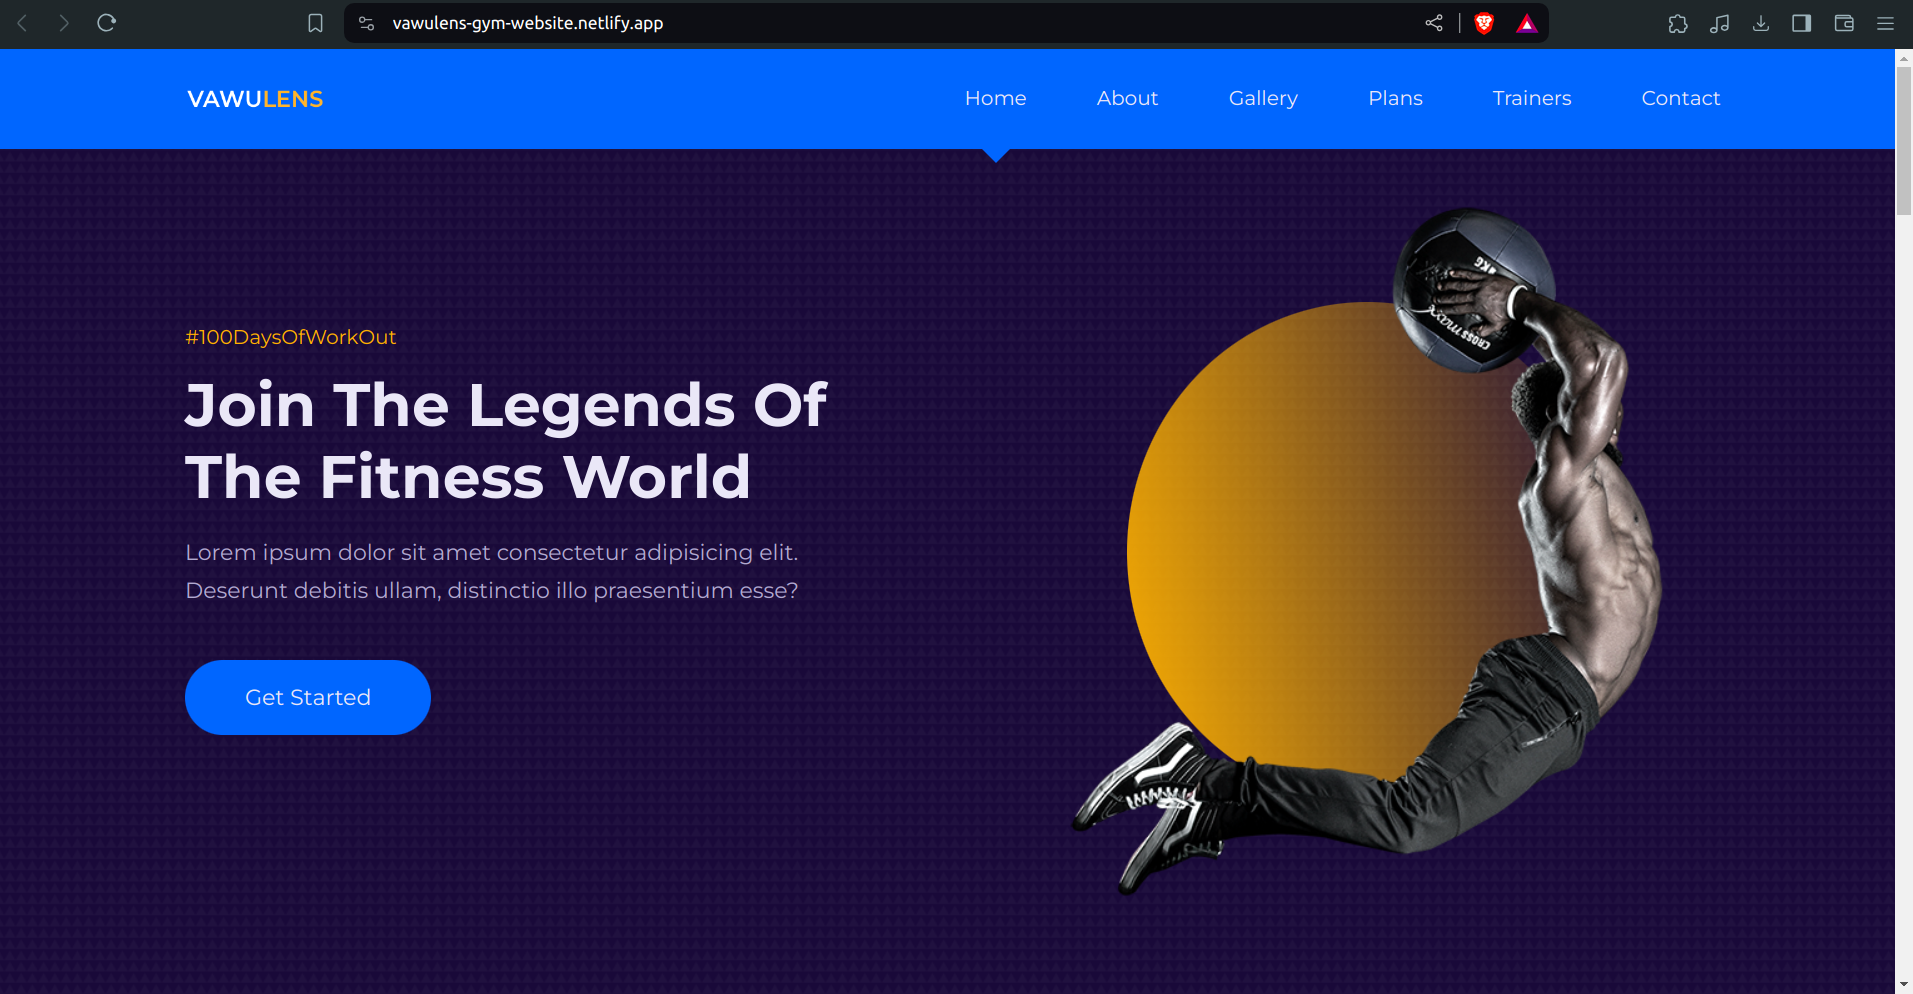 vawulens-gym-website.netlify.app
VAWULENS
Home About Gallery Plans Trainers Contact
#100DaysOfWorkOut
Join The Legends Of
The Fitness World
Lorem ipsum dolor sit amet consectetur adipisicing elit.
Deserunt debitis ullam, distinctio illo praesentium esse?
Get Started
CROSS maxx